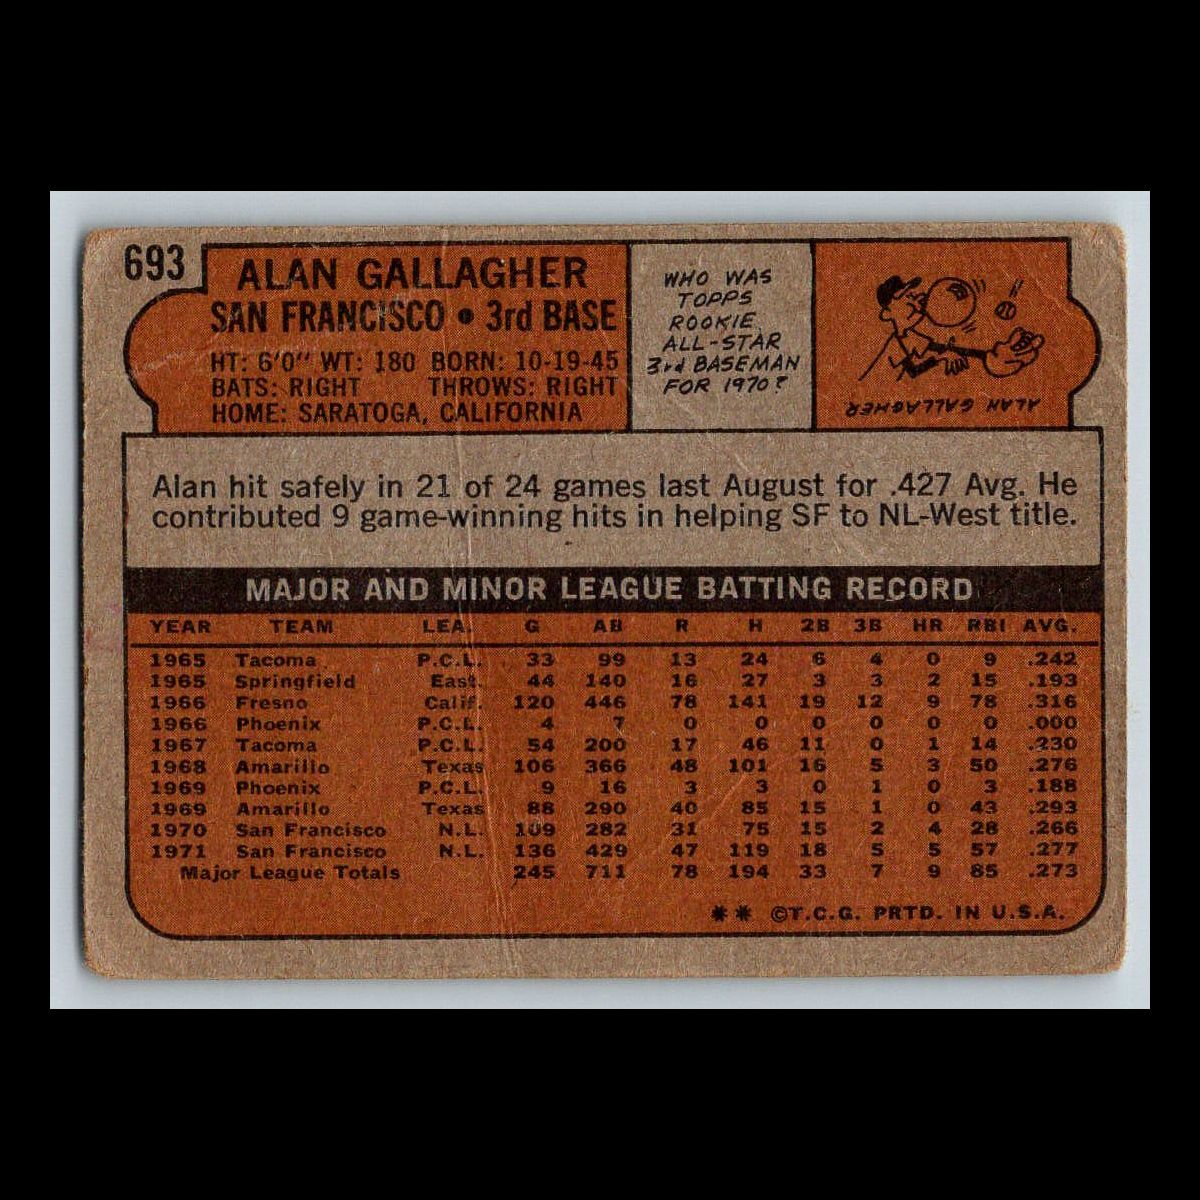 693
ALAN GALLAGHER
SAN FRANCISCO • 3rd BASE
HT: 6'0" WT: 180 BORN: 10-19-45
BATS: RIGHT THROWS: RIGHT
HOME: SARATOGA, CALIFORNIA
WHO WAS
TOPPS
ROOKIE
ALL-STAR
3rd BASEMAN
FOR 1970?
ALAN GALLAGHER
Alan hit safely in 21 of 24 games last August for .427 Avg. He
contributed 9 game-winning hits in helping SF to NL-West title.
MAJOR AND MINOR LEAGUE BATTING RECORD
YEAR TEAM LEA. G AB R H 2B 3B HR RBI AVG.
1965 Tacoma P.C.L. 33 99 13 24 6 4 0 9 .242
1965 Springfield East. 44 140 16 27 3 3 2 15 .193
1966 Fresno Calif. 120 446 78 141 19 12 9 78 .316
1966 Phoenix P.C.L. 4 7 0 0 0 0 0 0 .000
1967 Tacoma P.C.L. 54 200 17 46 11 0 1 14 .230
1968 Amarillo Texas 106 366 48 101 16 5 3 50 .276
1969 Phoenix P.C.L. 9 16 3 3 0 1 0 3 .188
1969 Amarillo Texas 88 290 40 85 15 1 0 43 .293
1970 San Francisco N.L. 109 282 31 75 15 2 4 28 .266
1971 San Francisco N.L. 136 429 47 119 18 5 5 57 .277
Major League Totals 245 711 78 194 33 7 9 85 .273
** ©T.C.G. PRTD. IN U.S.A.